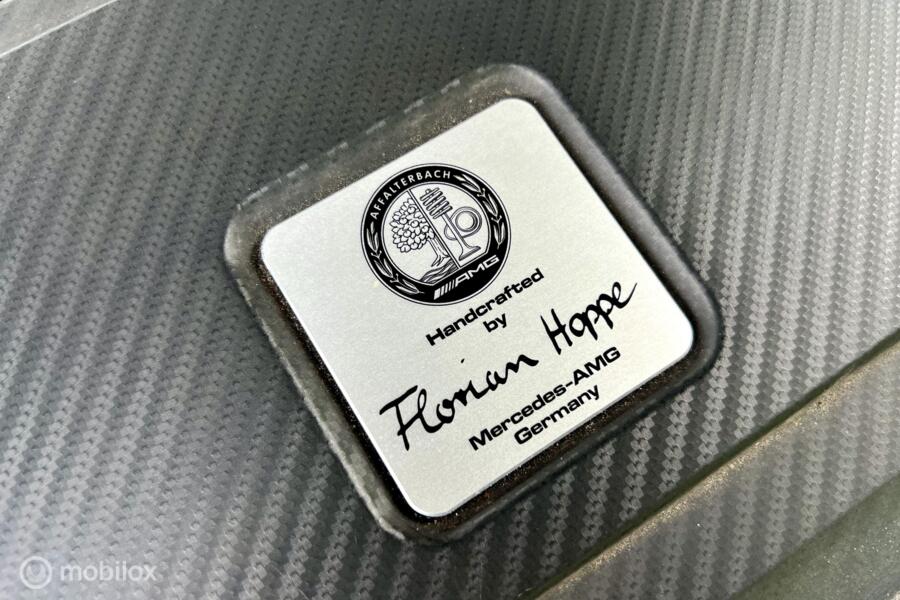 AFFALTERBACH
AMG
Handcrafted
by
Florian Hoppe
Mercedes-AMG
Germany
mobilox